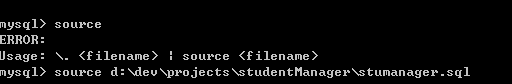 mysql> source
ERROR:
Usage: \. <filename> | source <filename>
mysql> source d:\dev\projects\studentManager\stumanager.sql